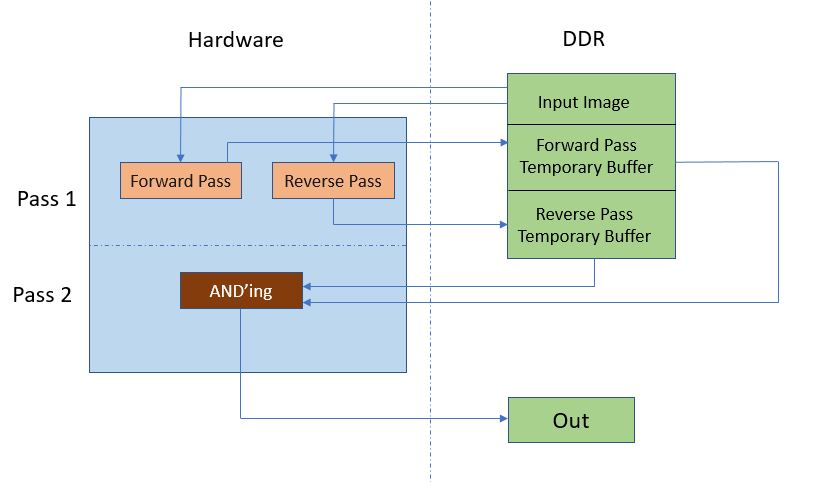 Hardware
DDR
Input Image
Forward Pass
Temporary Buffer
Forward Pass
Reverse Pass
Pass 1
Reverse Pass
Temporary Buffer
Pass 2
AND’ing
Out